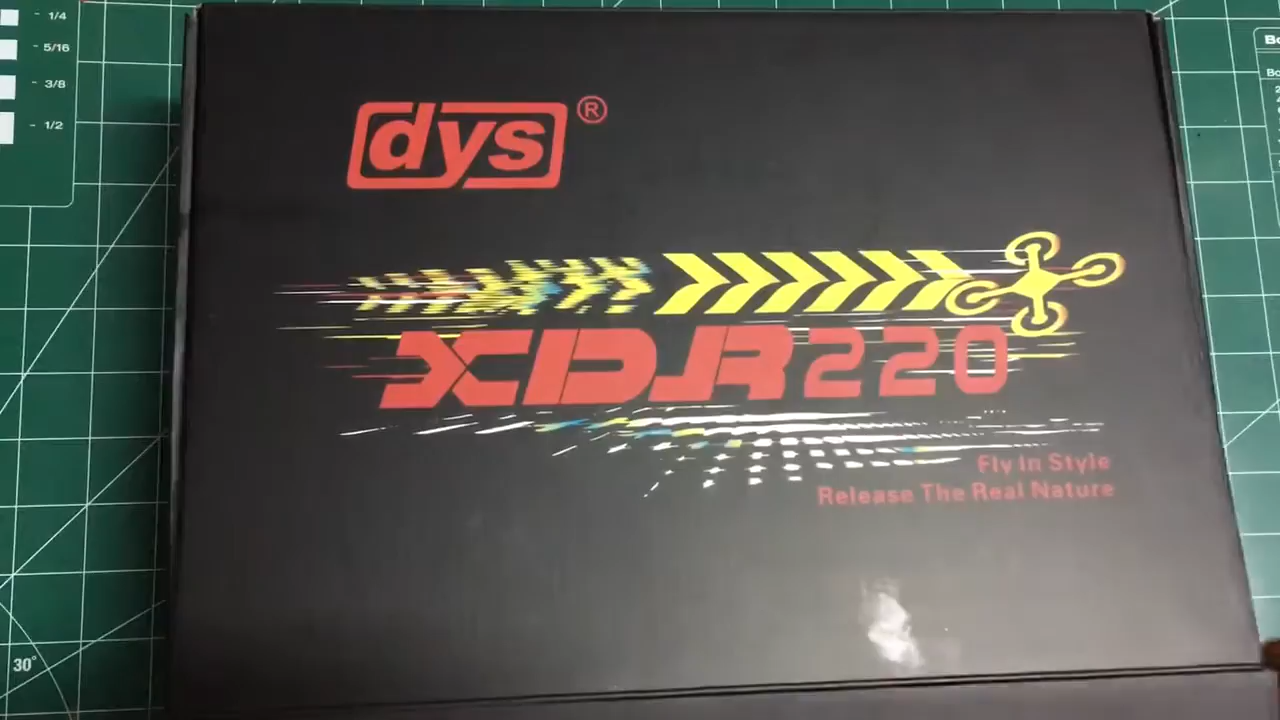 - 1/4
- 5/16
- 3/8
- 1/2
dys®
XDR220
Fly in Style
Release The Real Nature
30°